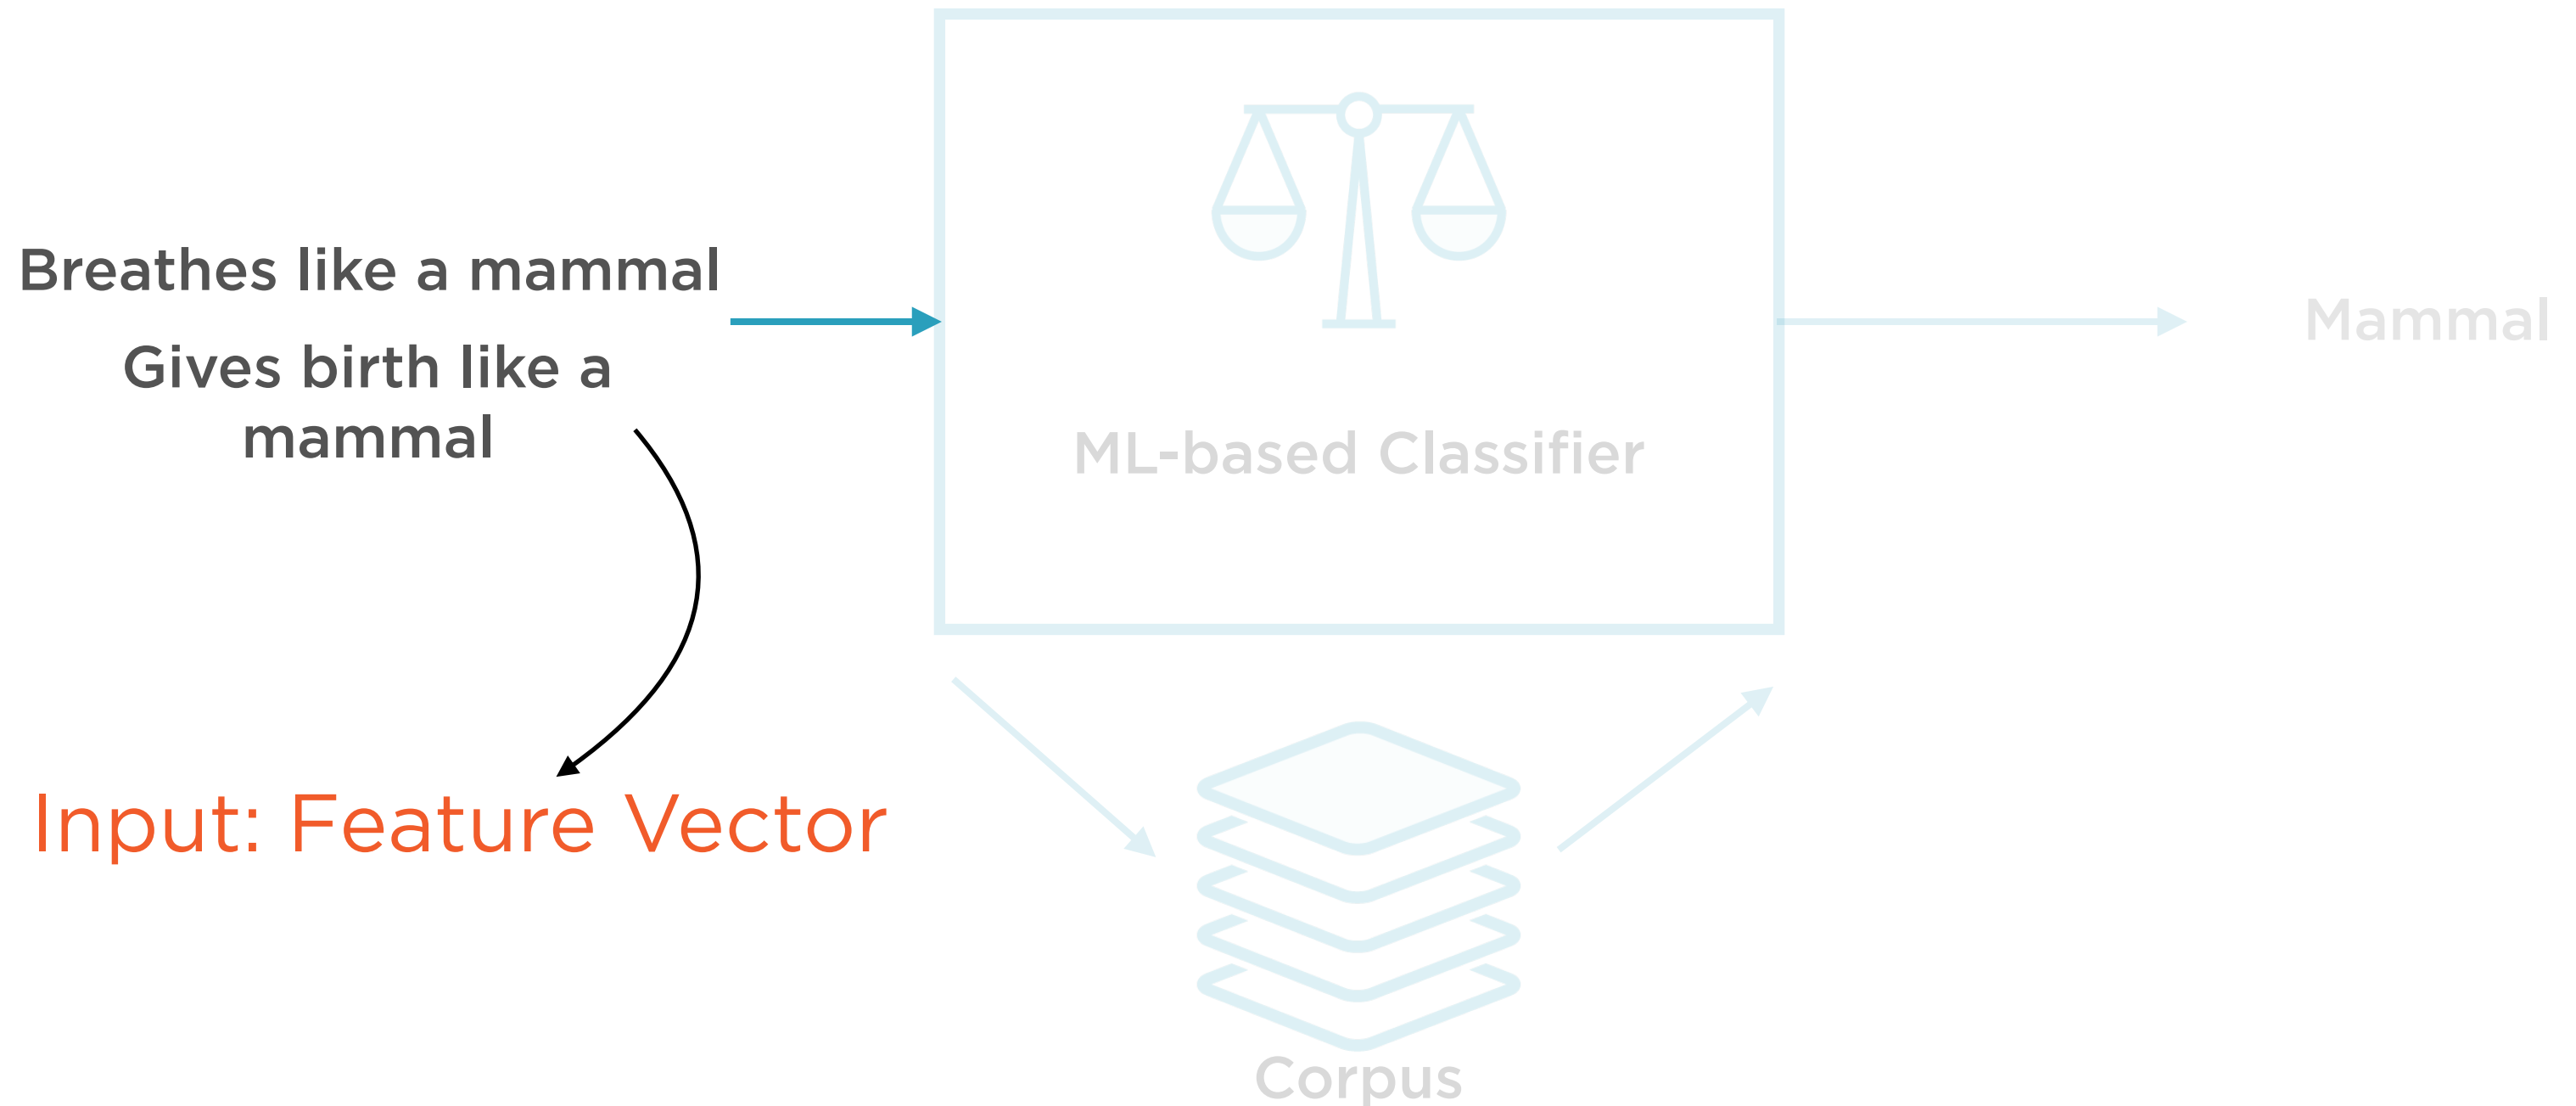 Breathes like a mammal
Gives birth like a
mammal
ML-based Classifier
Mammal
Input: Feature Vector
Corpus